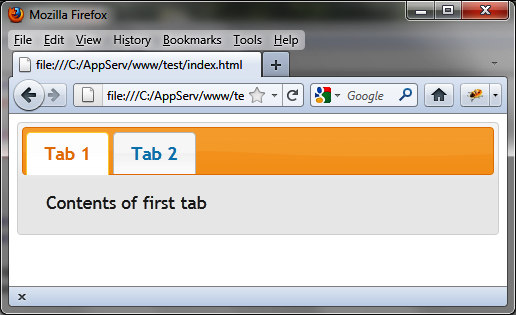 Mozilla Firefox
File Edit View History Bookmarks Tools Help
file:///C:/AppServ/www/test/index.html
file:///C:/AppServ/www/te Google
Tab 1 Tab 2
Contents of first tab
x